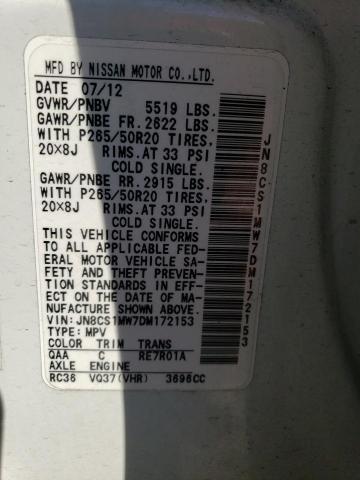 MFD BY NISSAN MOTOR CO.,LTD.
DATE 07/12
GVWR/PNBV 5519 LBS.
GAWR/PNBE FR. 2622 LBS.
WITH P265/50R20 TIRES,
20×8J RIMS.AT 33 PSI
COLD SINGLE.
GAWR/PNBE RR. 2915 LBS.
WITH P265/50R20 TIRES,
20×8J RIMS.AT 33 PSI
COLD SINGLE.
THIS VEHICLE CONFORMS
TO ALL APPLICABLE FED-
ERAL MOTOR VEHICLE SA-
FETY AND THEFT PREVEN-
TION STANDARDS IN EFF-
ECT ON THE DATE OF MA-
NUFACTURE SHOWN ABOVE.
VIN: JN8CS1MW7DM172153
TYPE: MPV
COLOR TRIM TRANS
QAA C RE7R01A
AXLE ENGINE
RC36 VQ37(VHR) 3696CC
JN8CS1MW7DM172153